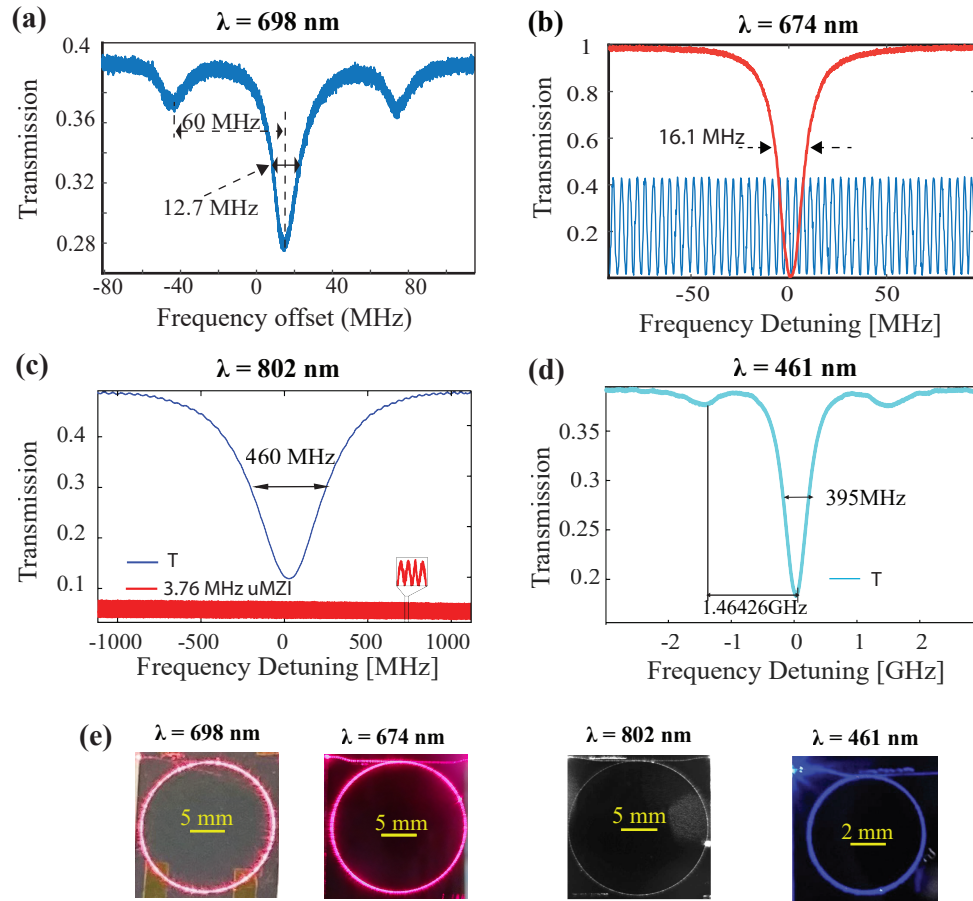 (a)
λ = 698 nm
0.4
0.36
0.32
0.28
Transmission
60 MHz
12.7 MHz
-80
-40
0
40
80
Frequency offset (MHz)
(b)
λ = 674 nm
1
0.8
0.6
0.4
0.2
Transmission
16.1 MHz
-50
0
50
Frequency Detuning [MHz]
(c)
λ = 802 nm
0.4
0.3
0.2
0.1
Transmission
460 MHz
T
3.76 MHz uMZI
-1000
-500
0
500
1000
Frequency Detuning [MHz]
(d)
λ = 461 nm
0.35
0.3
0.25
0.2
Transmission
395MHz
T
1.46426GHz
-2
-1
0
1
2
Frequency Detuning [GHz]
(e)
λ = 698 nm
5 mm
λ = 674 nm
5 mm
λ = 802 nm
5 mm
λ = 461 nm
2 mm